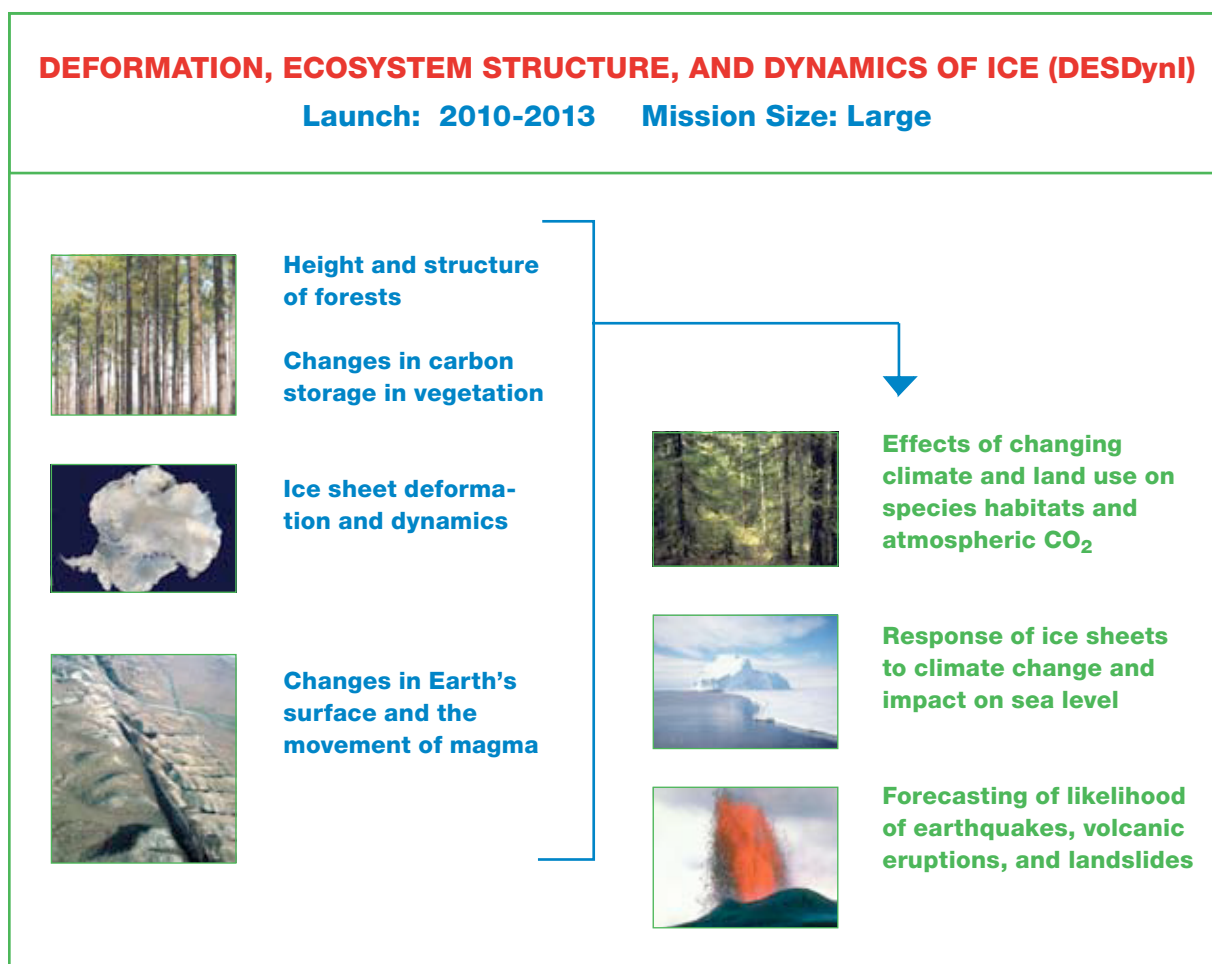 DEFORMATION, ECOSYSTEM STRUCTURE, AND DYNAMICS OF ICE (DESDynI)
Launch: 2010-2013 Mission Size: Large
Height and structure
of forests
Changes in carbon
storage in vegetation
Ice sheet deforma-
tion and dynamics
Changes in Earth’s
surface and the
movement of magma
Effects of changing
climate and land use on
species habitats and
atmospheric CO₂
Response of ice sheets
to climate change and
impact on sea level
Forecasting of likelihood
of earthquakes, volcanic
eruptions, and landslides